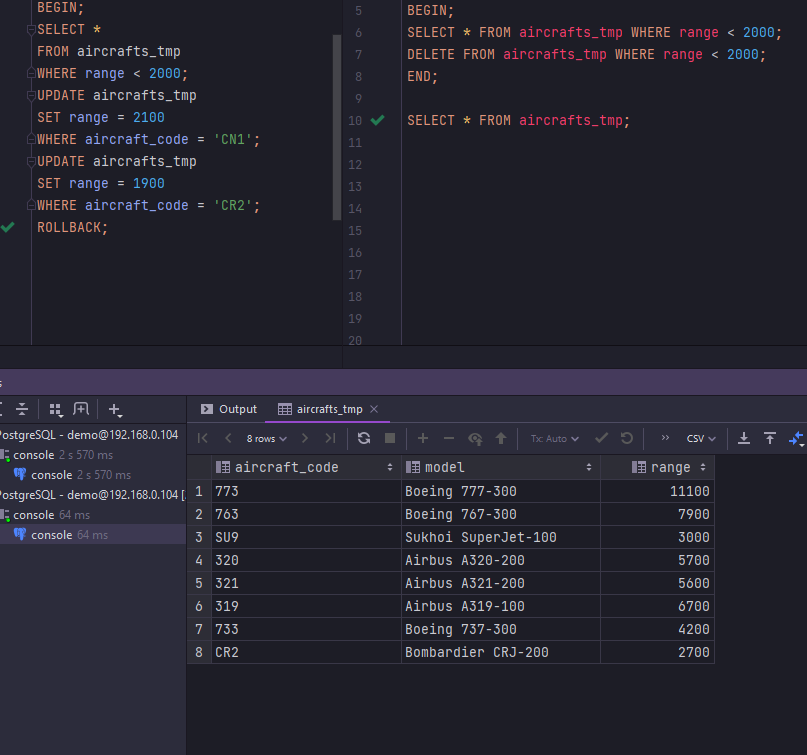 BEGIN;
SELECT *
FROM aircrafts_tmp
WHERE range < 2000;
UPDATE aircrafts_tmp
SET range = 2100
WHERE aircraft_code = 'CN1';
UPDATE aircrafts_tmp
SET range = 1900
WHERE aircraft_code = 'CR2';
ROLLBACK;
5 BEGIN;
6 SELECT * FROM aircrafts_tmp WHERE range < 2000;
7 DELETE FROM aircrafts_tmp WHERE range < 2000;
8 END;
9
10 SELECT * FROM aircrafts_tmp;
11
12
13
14
15
16
17
18
19
20
s
PostgreSQL - demo@192.168.0.104
console 2 s 570 ms
console 2 s 570 ms
PostgreSQL - demo@192.168.0.104 [
console 64 ms
console 64 ms
Output aircrafts_tmp
8 rows Tx: Auto CSV
aircraft_code model range
1 773 Boeing 777-300 11100
2 763 Boeing 767-300 7900
3 SU9 Sukhoi SuperJet-100 3000
4 320 Airbus A320-200 5700
5 321 Airbus A321-200 5600
6 319 Airbus A319-100 6700
7 733 Boeing 737-300 4200
8 CR2 Bombardier CRJ-200 2700